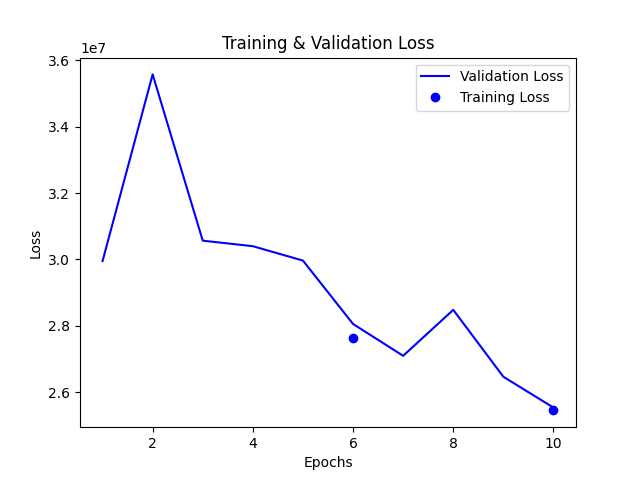 Training & Validation Loss
1e7
3.6
3.4
3.2
3.0
2.8
2.6
Loss
Validation Loss
Training Loss
2 4 6 8 10
Epochs